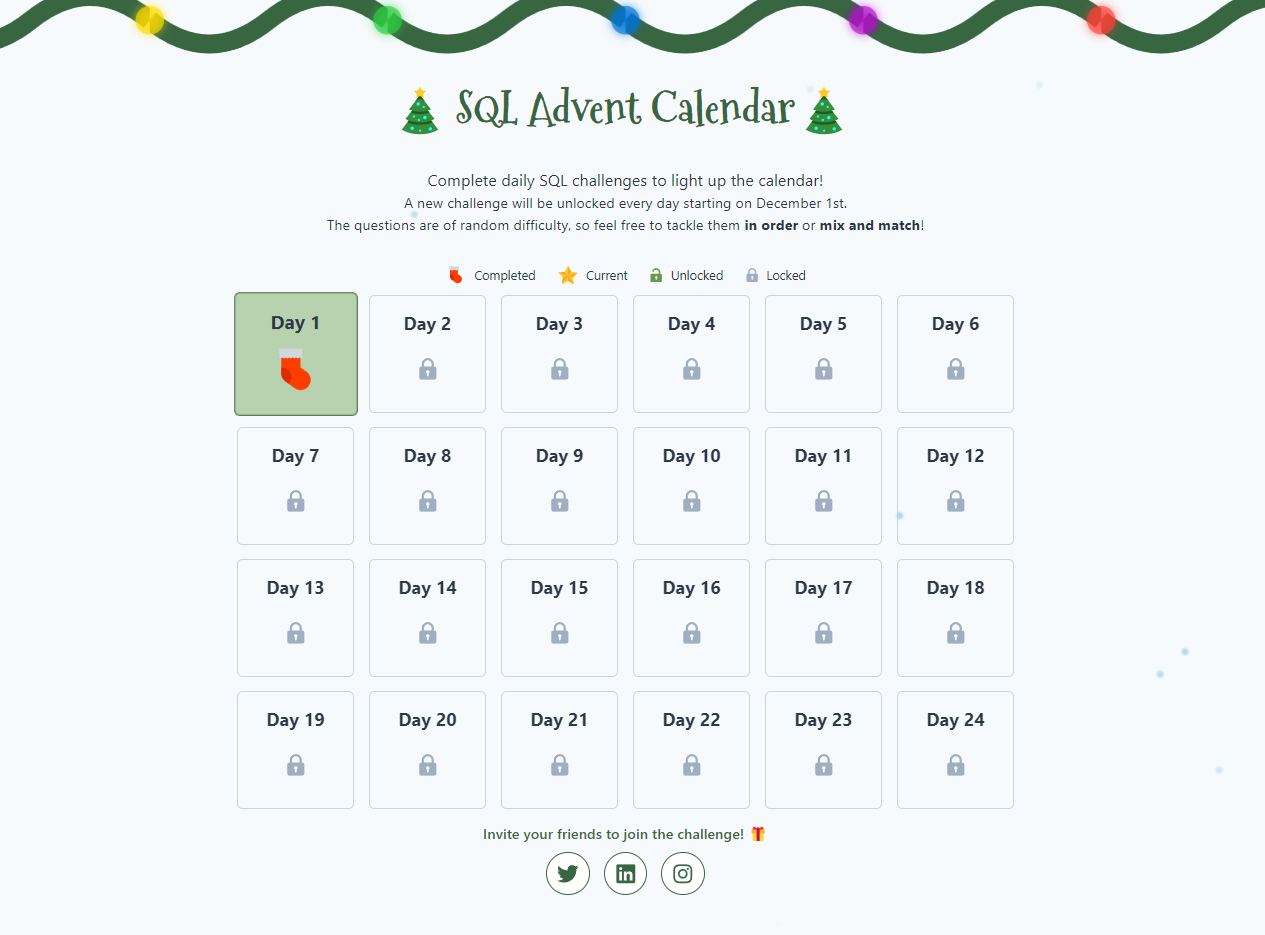 SQL Advent Calendar
Complete daily SQL challenges to light up the calendar!
A new challenge will be unlocked every day starting on December 1st.
The questions are of random difficulty, so feel free to tackle them in order or mix and match!
Completed Current Unlocked Locked
Day 1 Day 2 Day 3 Day 4 Day 5 Day 6
Day 7 Day 8 Day 9 Day 10 Day 11 Day 12
Day 13 Day 14 Day 15 Day 16 Day 17 Day 18
Day 19 Day 20 Day 21 Day 22 Day 23 Day 24
Invite your friends to join the challenge!